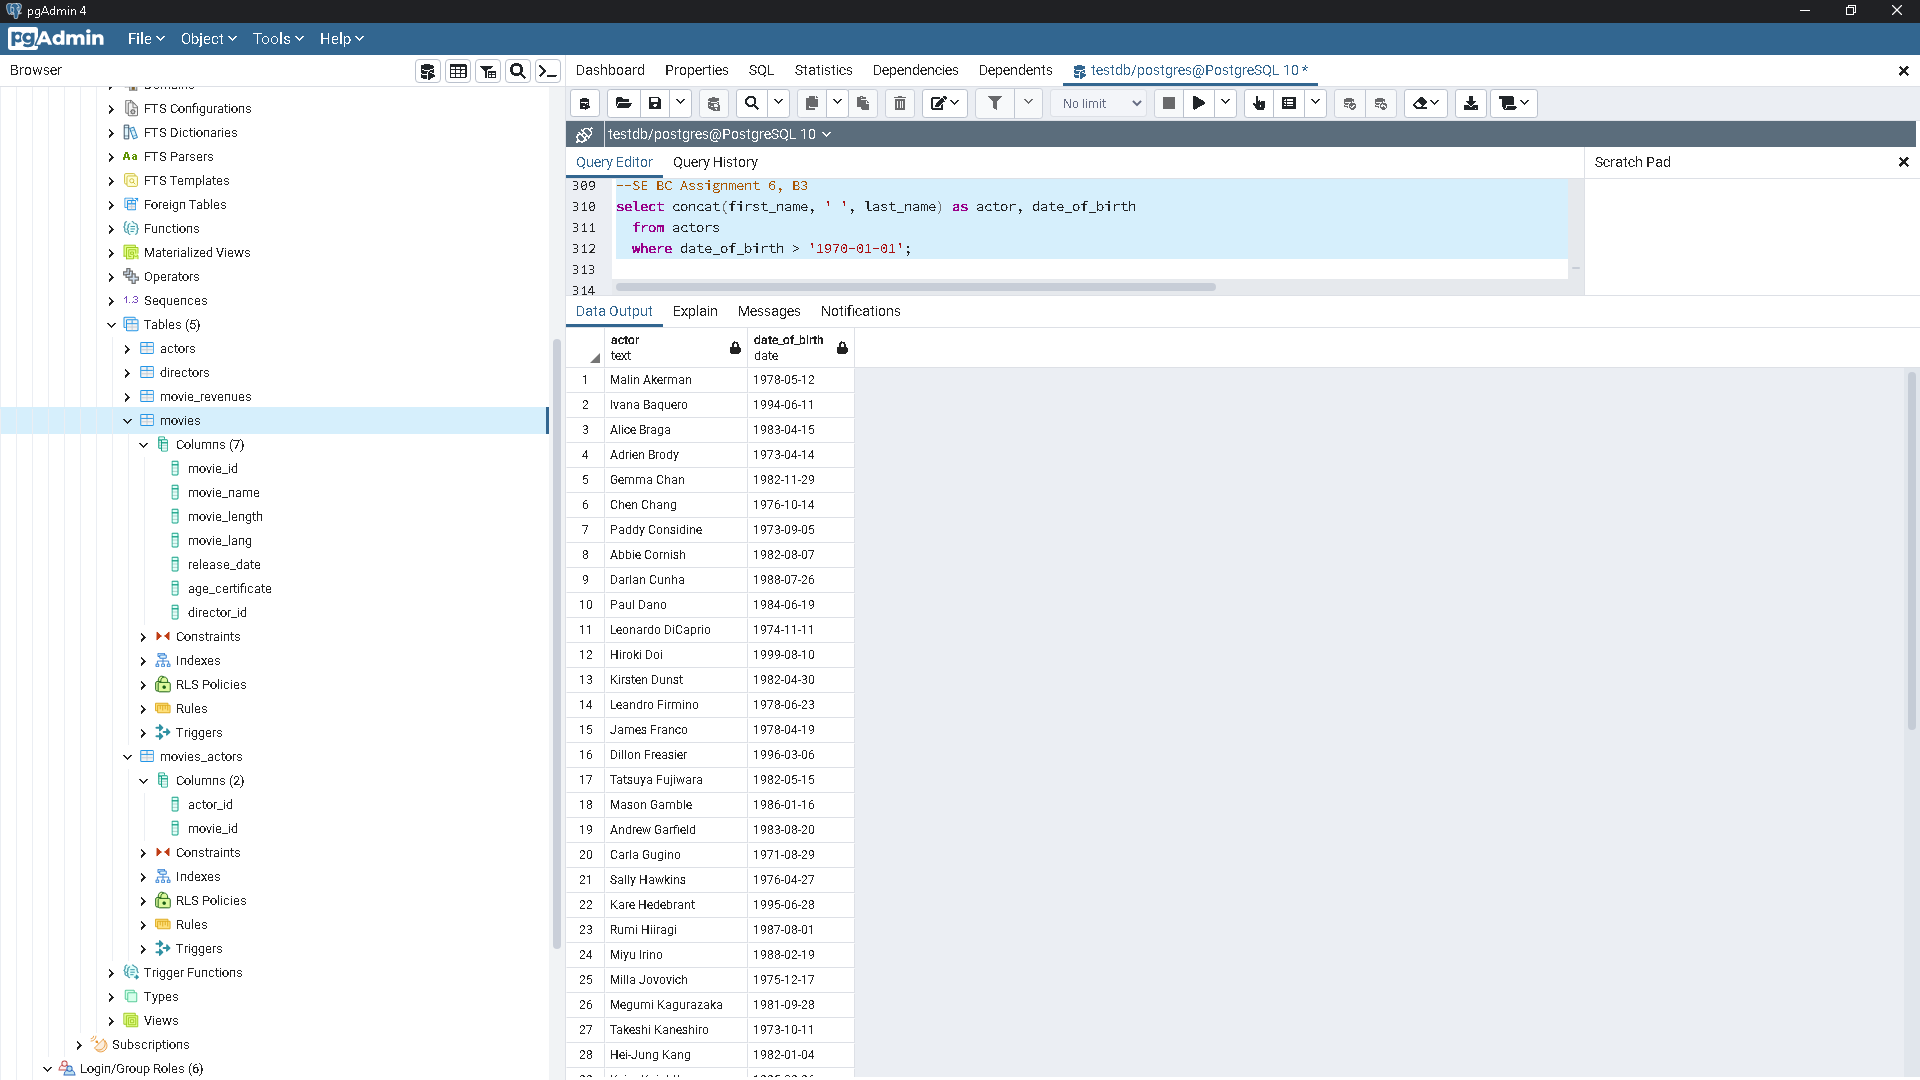 pgAdmin 4
pgAdmin
File Object Tools Help
Browser
Dashboard Properties SQL Statistics Dependencies Dependents testdb/postgres@PostgreSQL 10 *
No limit
testdb/postgres@PostgreSQL 10
Query Editor Query History
Scratch Pad
309 --SE BC Assignment 6, B3
310 select concat(first_name, ' ', last_name) as actor, date_of_birth
311 from actors
312 where date_of_birth > '1970-01-01';
313
314
Domains
FTS Configurations
FTS Dictionaries
Aa FTS Parsers
FTS Templates
Foreign Tables
Functions
Materialized Views
Operators
1.3 Sequences
Tables (5)
actors
directors
movie_revenues
movies
Columns (7)
movie_id
movie_name
movie_length
movie_lang
release_date
age_certificate
director_id
Constraints
Indexes
RLS Policies
Rules
Triggers
movies_actors
Columns (2)
actor_id
movie_id
Constraints
Indexes
RLS Policies
Rules
Triggers
Trigger Functions
Types
Views
Subscriptions
Login/Group Roles (6)
Data Output Explain Messages Notifications
actor date_of_birth
text date
1 Malin Akerman 1978-05-12
2 Ivana Baquero 1994-06-11
3 Alice Braga 1983-04-15
4 Adrien Brody 1973-04-14
5 Gemma Chan 1982-11-29
6 Chen Chang 1976-10-14
7 Paddy Considine 1973-09-05
8 Abbie Cornish 1982-08-07
9 Darlan Cunha 1988-07-26
10 Paul Dano 1984-06-19
11 Leonardo DiCaprio 1974-11-11
12 Hiroki Doi 1999-08-10
13 Kirsten Dunst 1982-04-30
14 Leandro Firmino 1978-06-23
15 James Franco 1978-04-19
16 Dillon Freasier 1996-03-06
17 Tatsuya Fujiwara 1982-05-15
18 Mason Gamble 1986-01-16
19 Andrew Garfield 1983-08-20
20 Carla Gugino 1971-08-29
21 Sally Hawkins 1976-04-27
22 Kare Hedebrant 1995-06-28
23 Rumi Hiiragi 1987-08-01
24 Miyu Irino 1988-02-19
25 Milla Jovovich 1975-12-17
26 Megumi Kagurazaka 1981-09-28
27 Takeshi Kaneshiro 1973-10-11
28 Hei-Jung Kang 1982-01-04